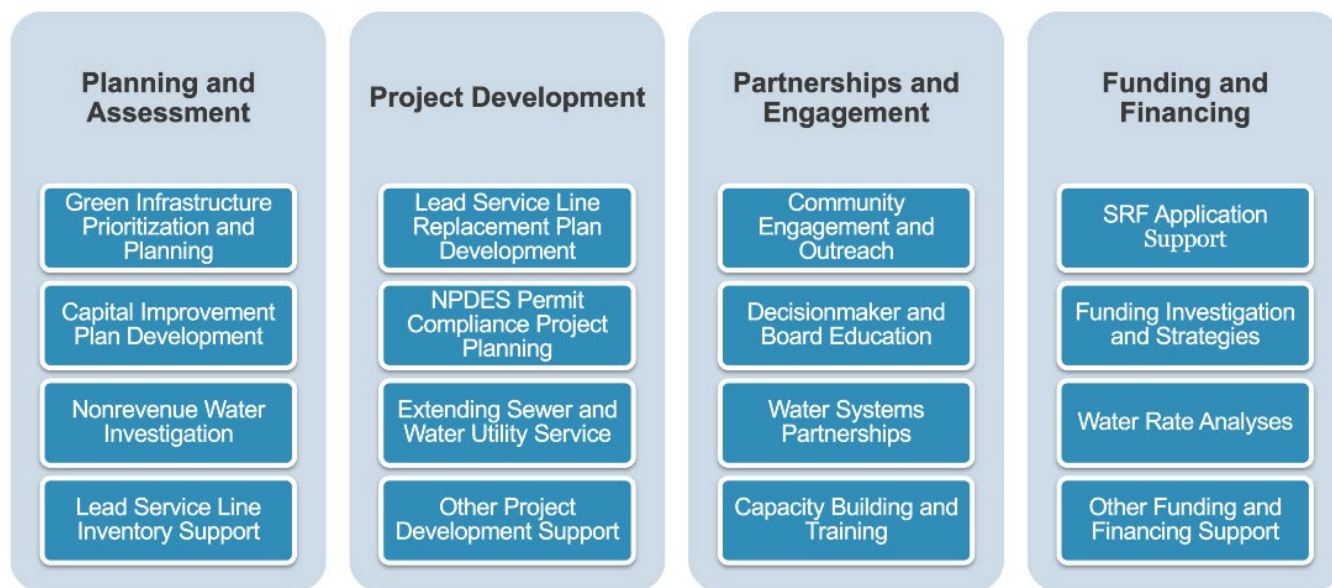 Planning and
Assessment
Green Infrastructure
Prioritization and
Planning
Capital Improvement
Plan Development
Nonrevenue Water
Investigation
Lead Service Line
Inventory Support
Project Development
Lead Service Line
Replacement Plan
Development
NPDES Permit
Compliance Project
Planning
Extending Sewer and
Water Utility Service
Other Project
Development Support
Partnerships and
Engagement
Community
Engagement and
Outreach
Decisionmaker and
Board Education
Water Systems
Partnerships
Capacity Building and
Training
Funding and
Financing
SRF Application
Support
Funding Investigation
and Strategies
Water Rate Analyses
Other Funding and
Financing Support